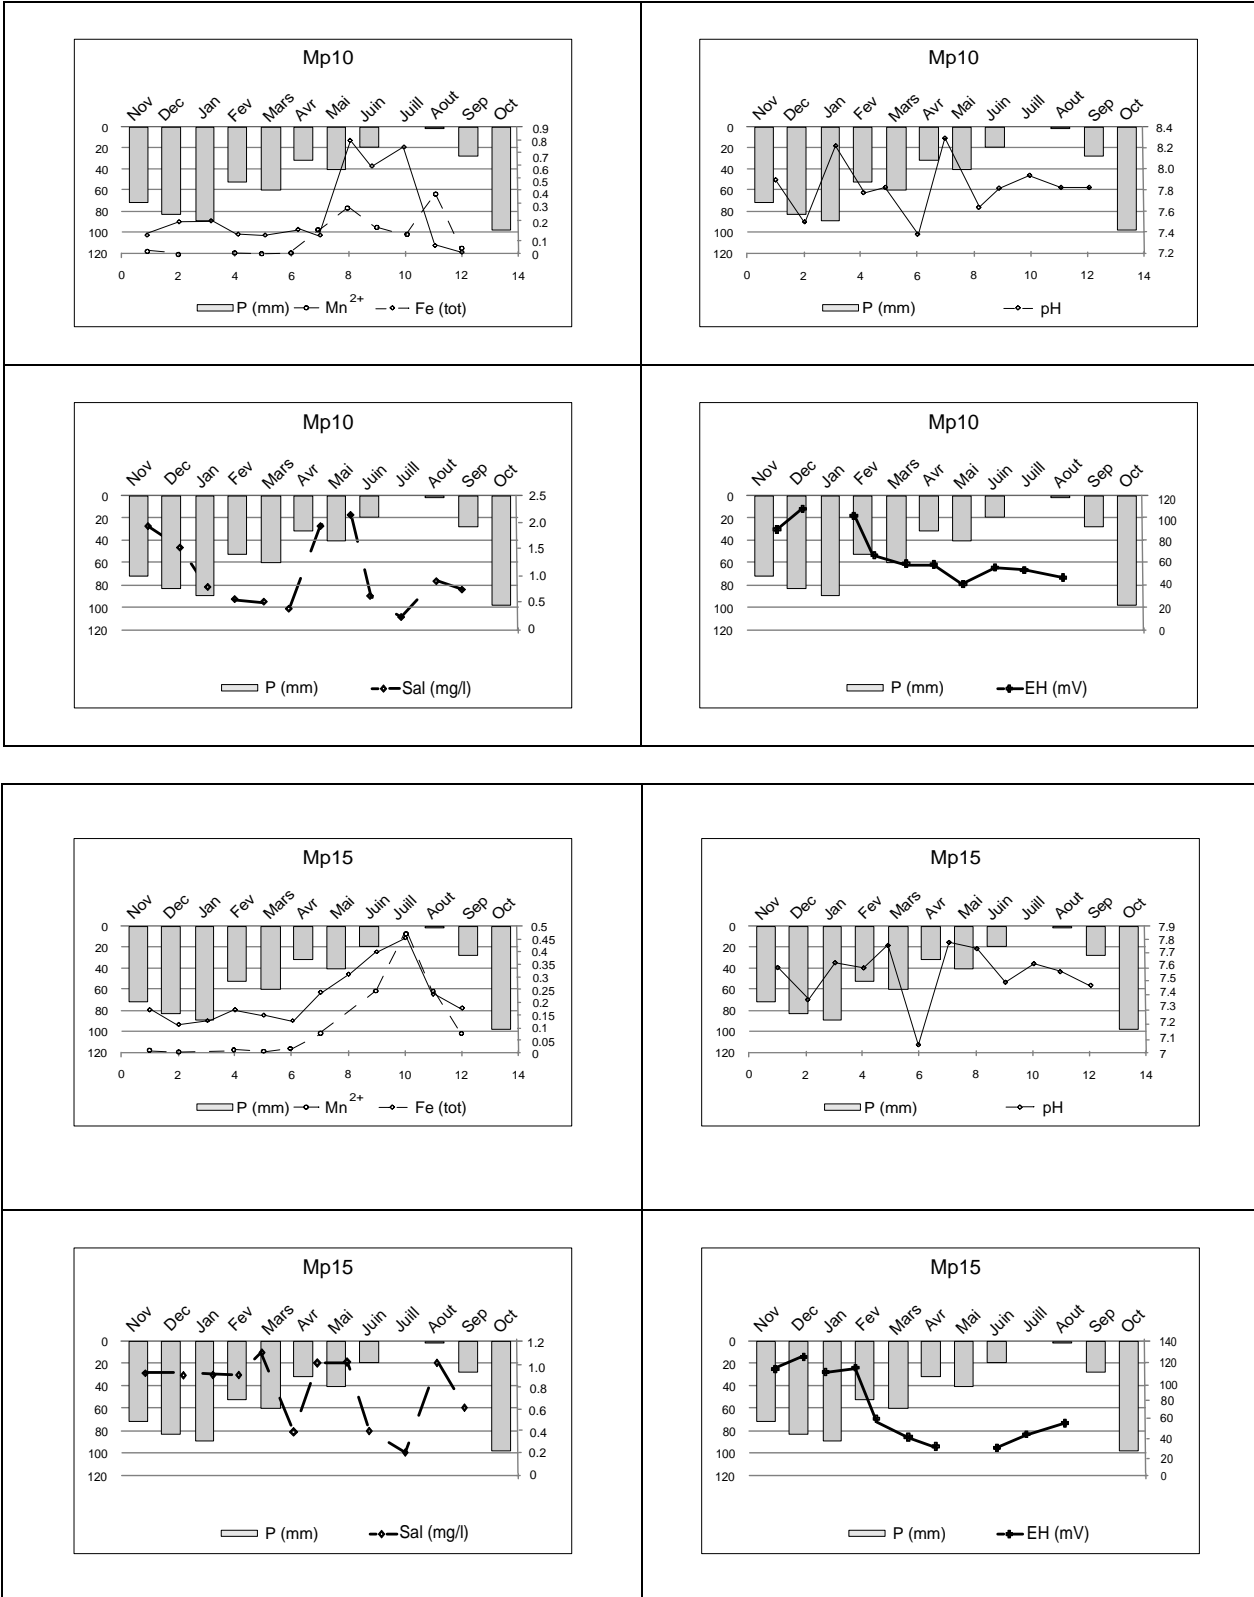 Mp10
Nov Dec Jan Fev Mars Avr Mai Juin Juill Aout Sep Oct
0 20 40 60 80 100 120
0.9 0.8 0.7 0.6 0.5 0.4 0.3 0.2 0.1 0
0 2 4 6 8 10 12 14
P (mm) Mn2+ Fe (tot)
Mp10
Nov Dec Jan Fev Mars Avr Mai Juin Juill Aout Sep Oct
0 20 40 60 80 100 120
8.4 8.2 8.0 7.8 7.6 7.4 7.2
0 2 4 6 8 10 12 14
P (mm) pH
Mp10
Nov Dec Jan Fev Mars Avr Mai Juin Juill Aout Sep Oct
0 20 40 60 80 100 120
2.5 2.0 1.5 1.0 0.5 0
P (mm) Sal (mg/l)
Mp10
Nov Dec Jan Fev Mars Avr Mai Juin Juill Aout Sep Oct
0 20 40 60 80 100 120
120 100 80 60 40 20 0
P (mm) EH (mV)
Mp15
Nov Dec Jan Fev Mars Avr Mai Juin Juill Aout Sep Oct
0 20 40 60 80 100 120
0.5 0.45 0.4 0.35 0.3 0.25 0.2 0.15 0.1 0.05 0
0 2 4 6 8 10 12 14
P (mm) Mn2+ Fe (tot)
Mp15
Nov Dec Jan Fev Mars Avr Mai Juin Juill Aout Sep Oct
0 20 40 60 80 100 120
7.9 7.8 7.7 7.6 7.5 7.4 7.3 7.2 7.1 7
0 2 4 6 8 10 12 14
P (mm) pH
Mp15
Nov Dec Jan Fev Mars Avr Mai Juin Juill Aout Sep Oct
0 20 40 60 80 100 120
1.2 1.0 0.8 0.6 0.4 0.2 0
P (mm) Sal (mg/l)
Mp15
Nov Dec Jan Fev Mars Avr Mai Juin Juill Aout Sep Oct
0 20 40 60 80 100 120
140 120 100 80 60 40 20 0
P (mm) EH (mV)